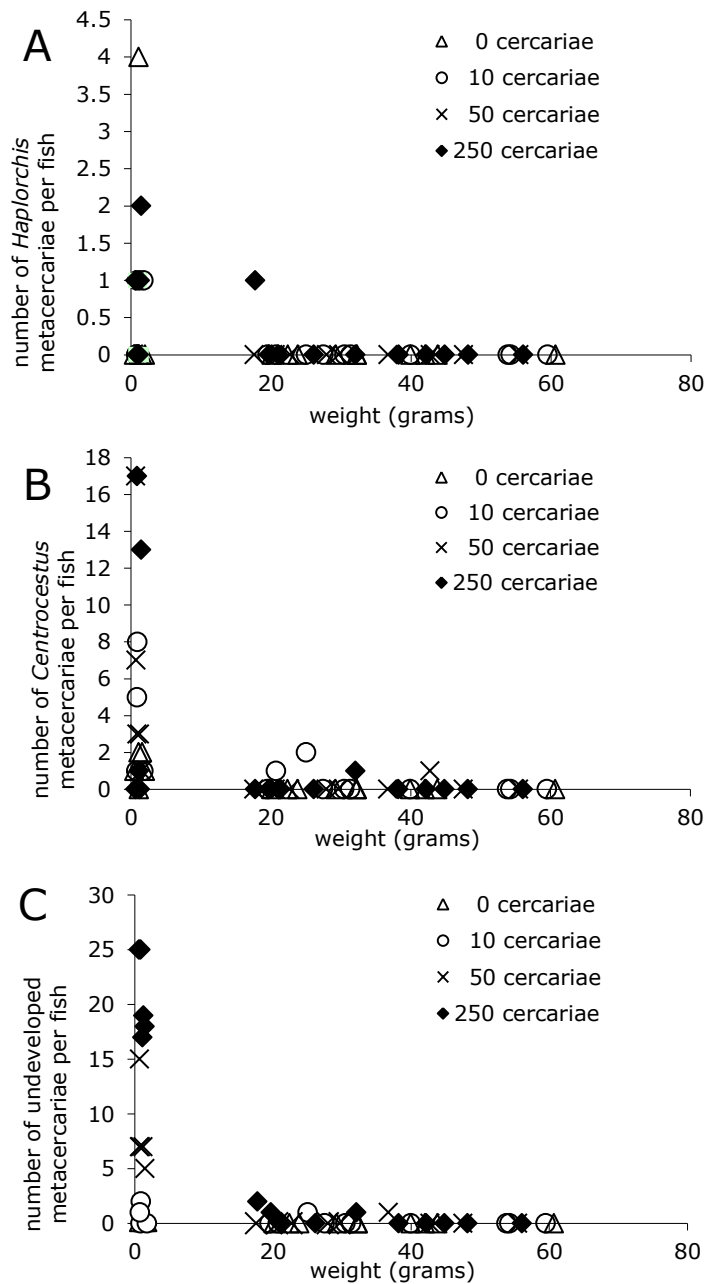 A
number of Haplorchis
metacercariae per fish
4.5
4
3.5
3
2.5
2
1.5
1
0.5
0
0 cercariae
10 cercariae
50 cercariae
250 cercariae
0 20 40 60 80
weight (grams)
B
number of Centrocestus
metacercariae per fish
18
16
14
12
10
8
6
4
2
0
0 cercariae
10 cercariae
50 cercariae
250 cercariae
0 20 40 60 80
weight (grams)
C
number of undeveloped
metacercariae per fish
30
25
20
15
10
5
0
0 cercariae
10 cercariae
50 cercariae
250 cercariae
0 20 40 60 80
weight (grams)